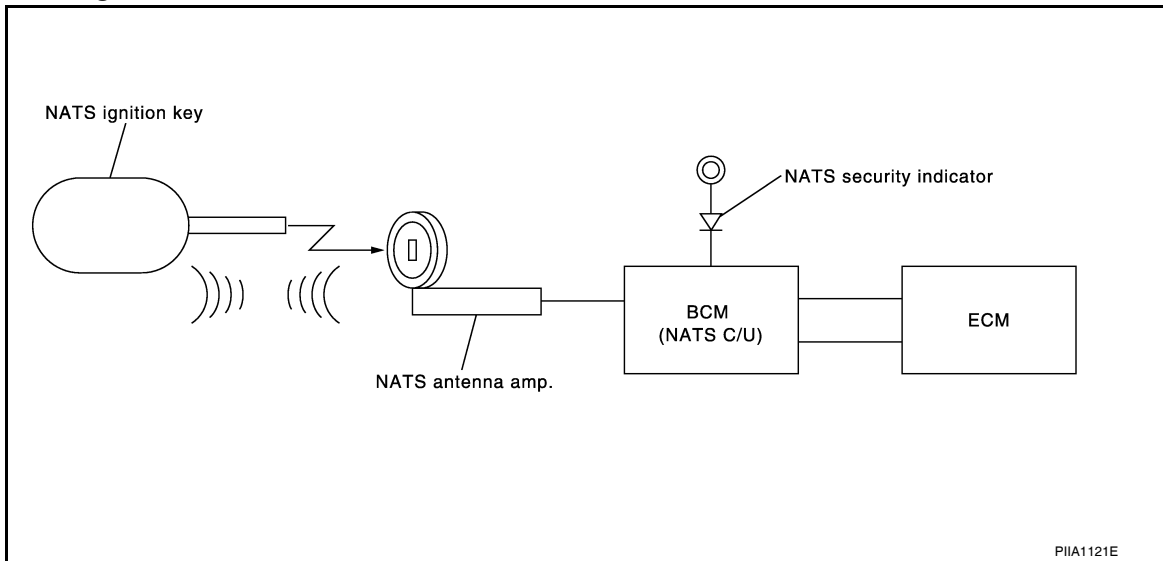 NATS ignition key
NATS security indicator
BCM
(NATS C/U)
ECM
NATS antenna amp.
PIIA1121E